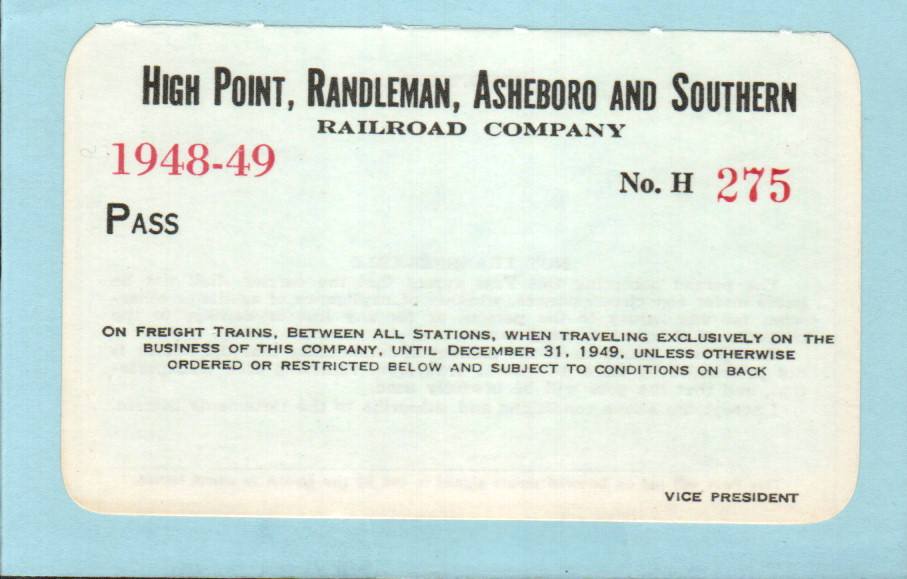 High Point, Randleman, Asheboro and Southern
RAILROAD COMPANY
1948-49
No. H 275
Pass
On Freight Trains, Between All Stations, when traveling exclusively on the
business of this company, until December 31, 1949, unless otherwise
ordered or restricted below and subject to conditions on back
VICE PRESIDENT